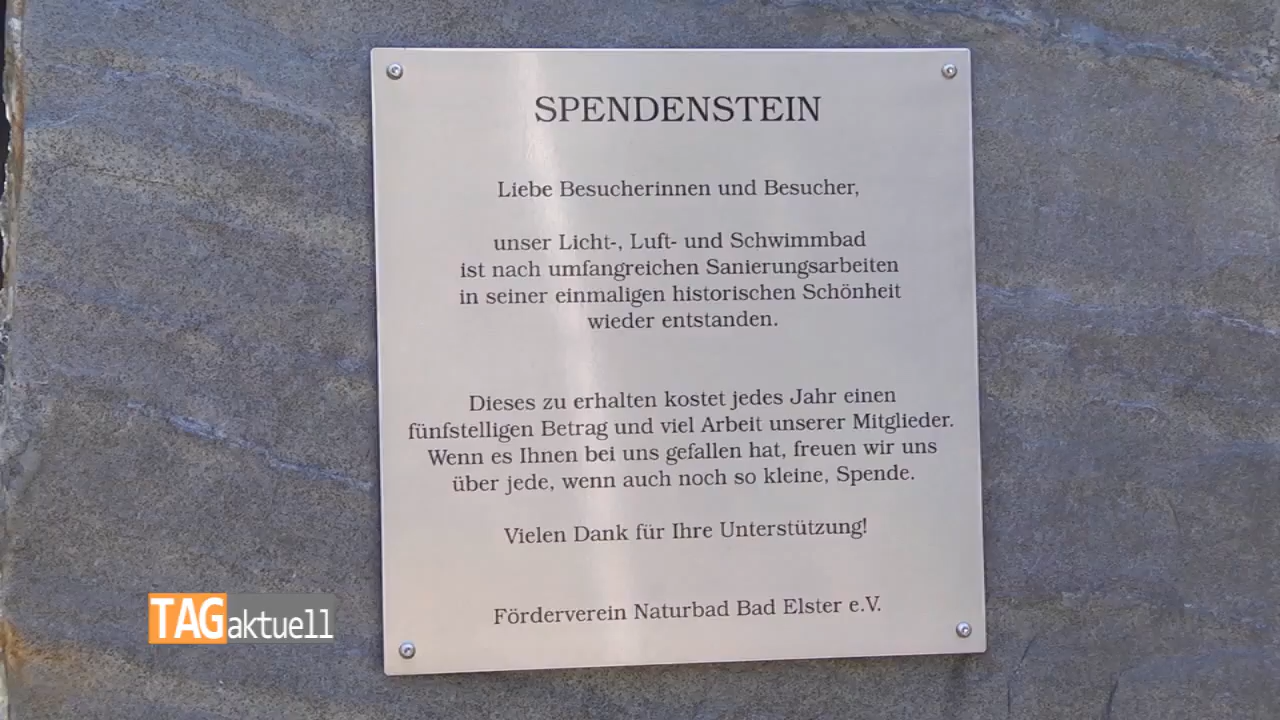 SPENDENSTEIN
Liebe Besucherinnen und Besucher,
unser Licht-, Luft- und Schwimmbad
ist nach umfangreichen Sanierungsarbeiten
in seiner einmaligen historischen Schönheit
wieder entstanden.
Dieses zu erhalten kostet jedes Jahr einen
fünfstelligen Betrag und viel Arbeit unserer Mitglieder.
Wenn es Ihnen bei uns gefallen hat, freuen wir uns
über jede, wenn auch noch so kleine, Spende.
Vielen Dank für Ihre Unterstützung!
Förderverein Naturbad Bad Elster e.V.
TAGaktuell